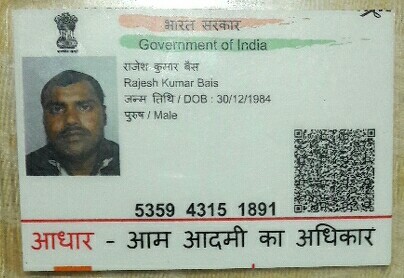 भारत सरकार
Government of India
राजेश कुमार बैस
Rajesh Kumar Bais
जन्म तिथि / DOB : 30/12/1984
पुरुष / Male
5359 4315 1891
आधार - आम आदमी का अधिकार